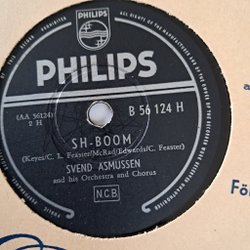 PHILIPS
B 56 124 H
(AA 56124)
2 H
SH-BOOM
(Keyes/C. L. Feaster/McRae/Edwards/C. Feaster)
SVEND ASMUSSEN
and his Orchestra and Chorus
NCB